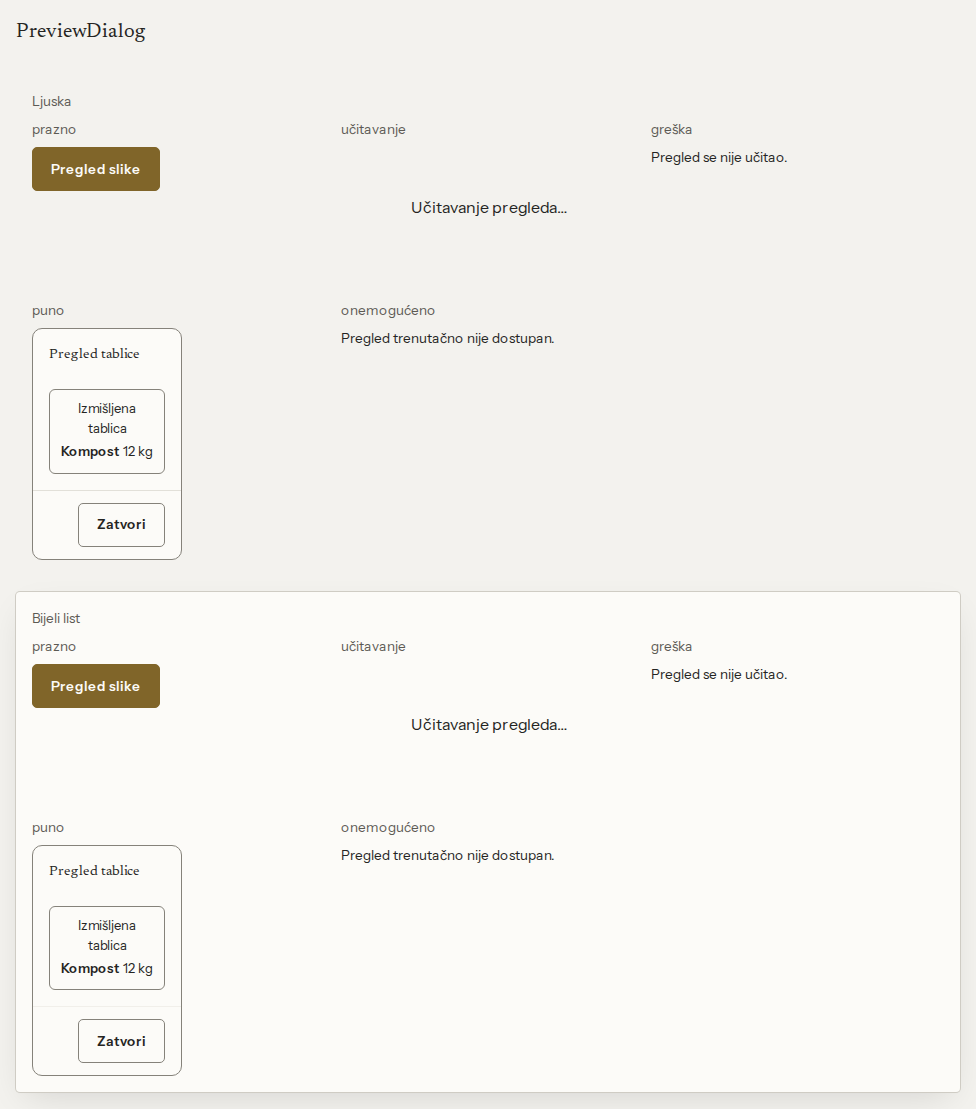 PreviewDialog
Ljuska
prazno
učitavanje
greška
Pregled slike
Pregled se nije učitao.
Učitavanje pregleda...
puno
onemogućeno
Pregled trenutačno nije dostupan.
Pregled tablice
Izmišljena
tablica
Kompost 12 kg
Zatvori
Bijeli list
prazno
učitavanje
greška
Pregled slike
Pregled se nije učitao.
Učitavanje pregleda...
puno
onemogućeno
Pregled trenutačno nije dostupan.
Pregled tablice
Izmišljena
tablica
Kompost 12 kg
Zatvori